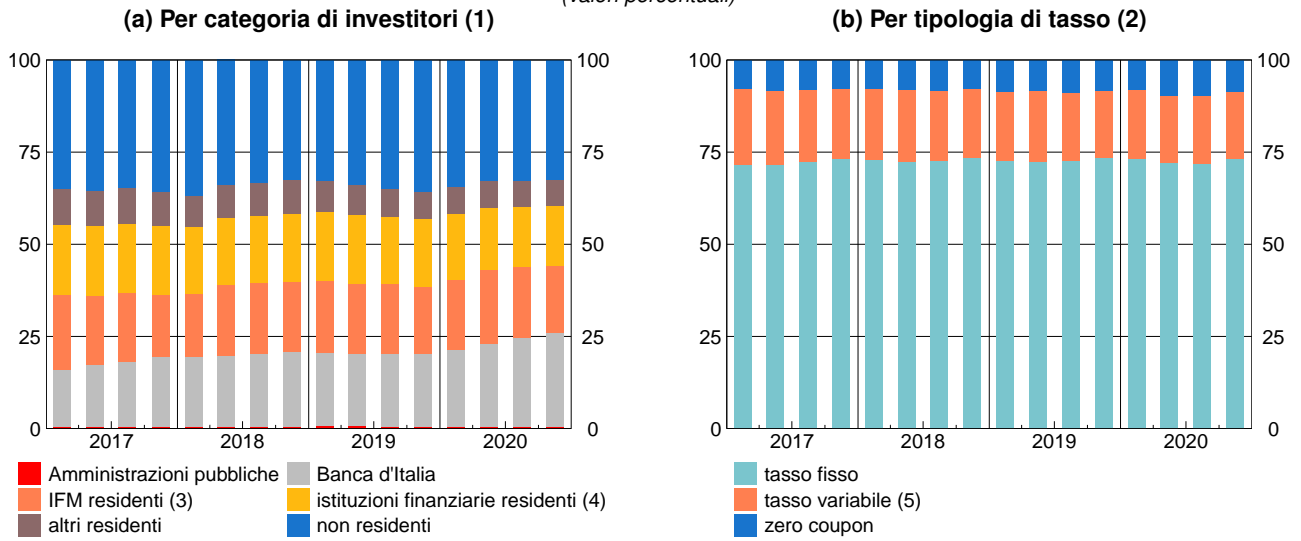 (valori percentuali)
(a) Per categoria di investitori (1)
100 100
75 75
50 50
25 25
0 0
2017 2018 2019 2020
Amministrazioni pubbliche Banca d'Italia
IFM residenti (3) istituzioni finanziarie residenti (4)
altri residenti non residenti
(b) Per tipologia di tasso (2)
100 100
75 75
50 50
25 25
0 0
2017 2018 2019 2020
tasso fisso
tasso variabile (5)
zero coupon